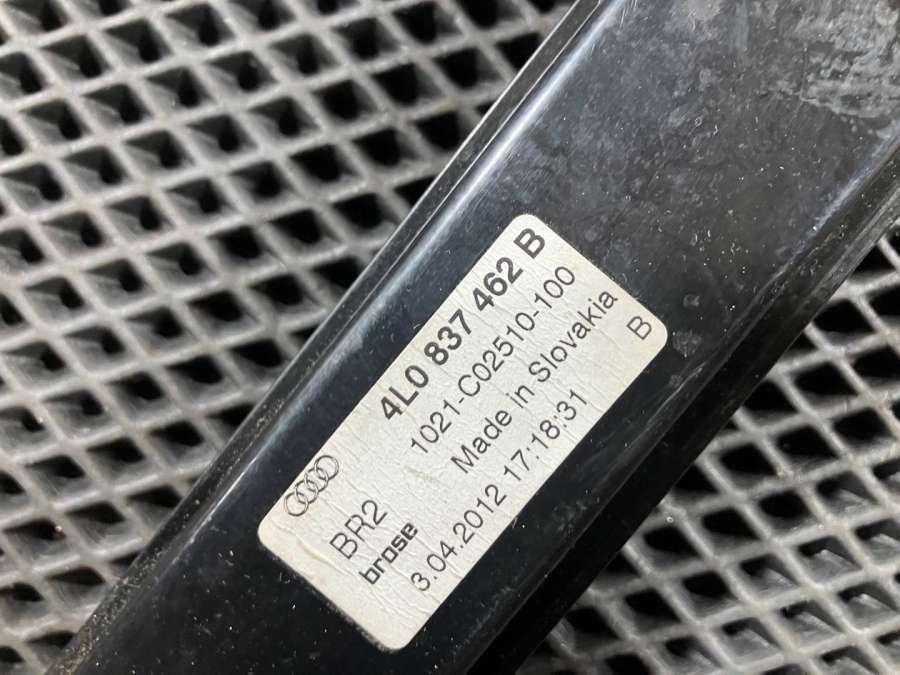 4L0 837 462 B
1021-C02510-100
BR2 Made in Slovakia B
brose 3.04.2012 17:18:31